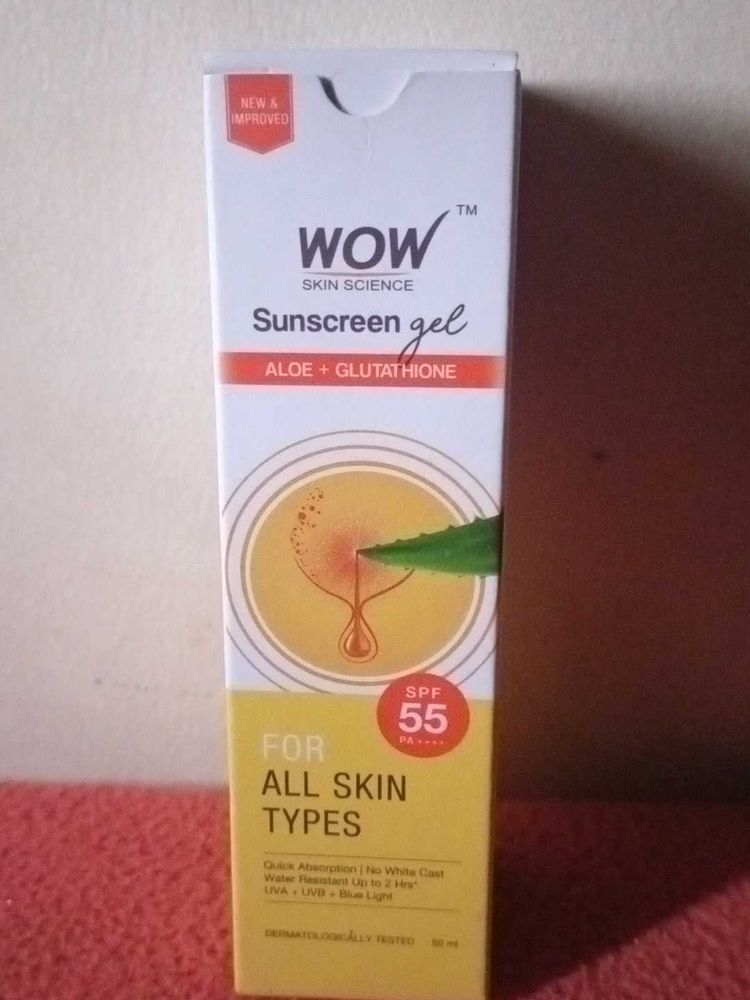 NEW &
IMPROVED
WOW™
SKIN SCIENCE
Sunscreen gel
ALOE + GLUTATHIONE
SPF
55
PA++++
FOR
ALL SKIN
TYPES
Quick Absorption | No White Cast
Water Resistant Up to 2 Hrs*
UVA + UVB + Blue Light
DERMATOLOGICALLY TESTED